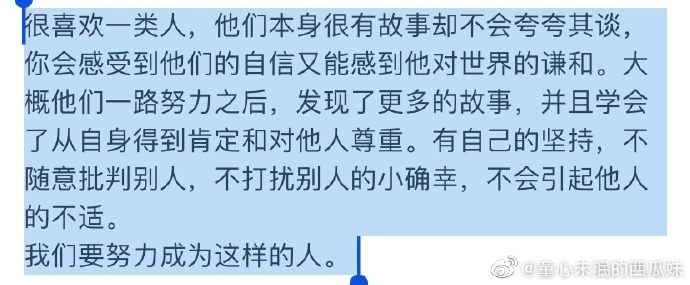 很喜欢一类人，他们本身很有故事却不会夸夸其谈，
你会感受到他们的自信又能感到他对世界的谦和。大
概他们一路努力之后，发现了更多的故事，并且学会
了从自身得到肯定和对他人尊重。有自己的坚持，不
随意批判别人，不打扰别人的小确幸，不会引起他人
的不适。
我们要努力成为这样的人。
@童心未泯的西瓜妹